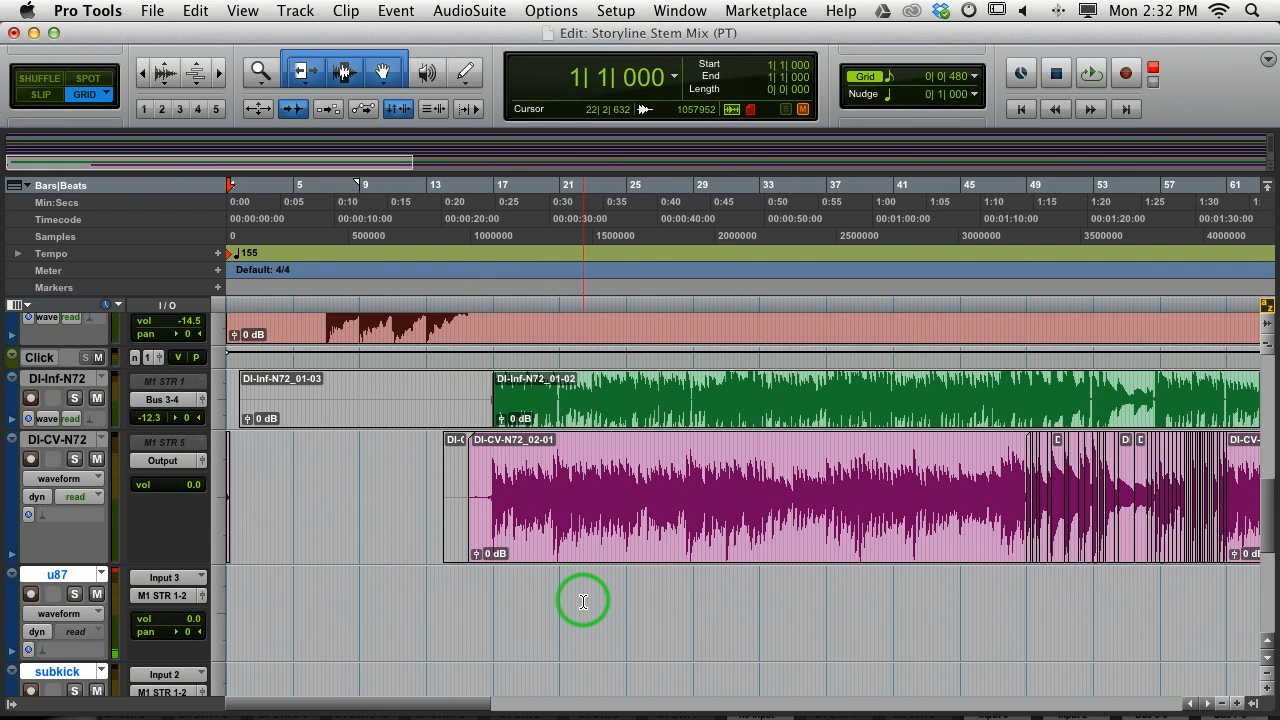 Pro Tools File Edit View Track Clip Event AudioSuite Options Setup Window Marketplace Help Mon 2:32 PM
Edit: Storyline Stem Mix (PT)
SHUFFLE SPOT
SLIP GRID
1 2 3 4 5
1| 1| 000
Start 1| 1| 000
End 1| 1| 000
Length 0| 0| 000
Cursor 22| 2| 632 1057952 S M
Grid 0| 0| 480
Nudge 0| 1| 000
Bars|Beats 5 9 13 17 21 25 29 33 37 41 45 49 53 57 61
Min:Secs 0:00 0:05 0:10 0:15 0:20 0:25 0:30 0:35 0:40 0:45 0:50 0:55 1:00 1:05 1:10 1:15 1:20 1:25 1:30 1:
Timecode 00:00:00:00 00:00:10:00 00:00:20:00 00:00:30:00 00:00:40:00 00:00:50:00 00:01:00:00 00:01:10:00 00:01:20:00 00:01:30:00
Samples 0 500000 1000000 1500000 2000000 2500000 3000000 3500000 4000000
Tempo + 155
Meter + Default: 4/4
Markers +
I / O
a z
wave read vol -14.5
pan 0
0 dB
Click S M n 1 V P
DI-Inf-N72 M1 STR 1 DI-Inf-N72_01-03 DI-Inf-N72_01-02
S M Bus 3-4
wave read -12.3 0 0 dB 0 dB
DI-CV-N72 M1 STR 5 DI-C DI-CV-N72_02-01 D D D DI-CV-
S M Output
waveform
dyn read vol 0.0
0 dB 0 dB
u87 Input 3
S M M1 STR 1-2
waveform vol 0.0
dyn read pan 0
subkick Input 2
S M M1 STR 1-2